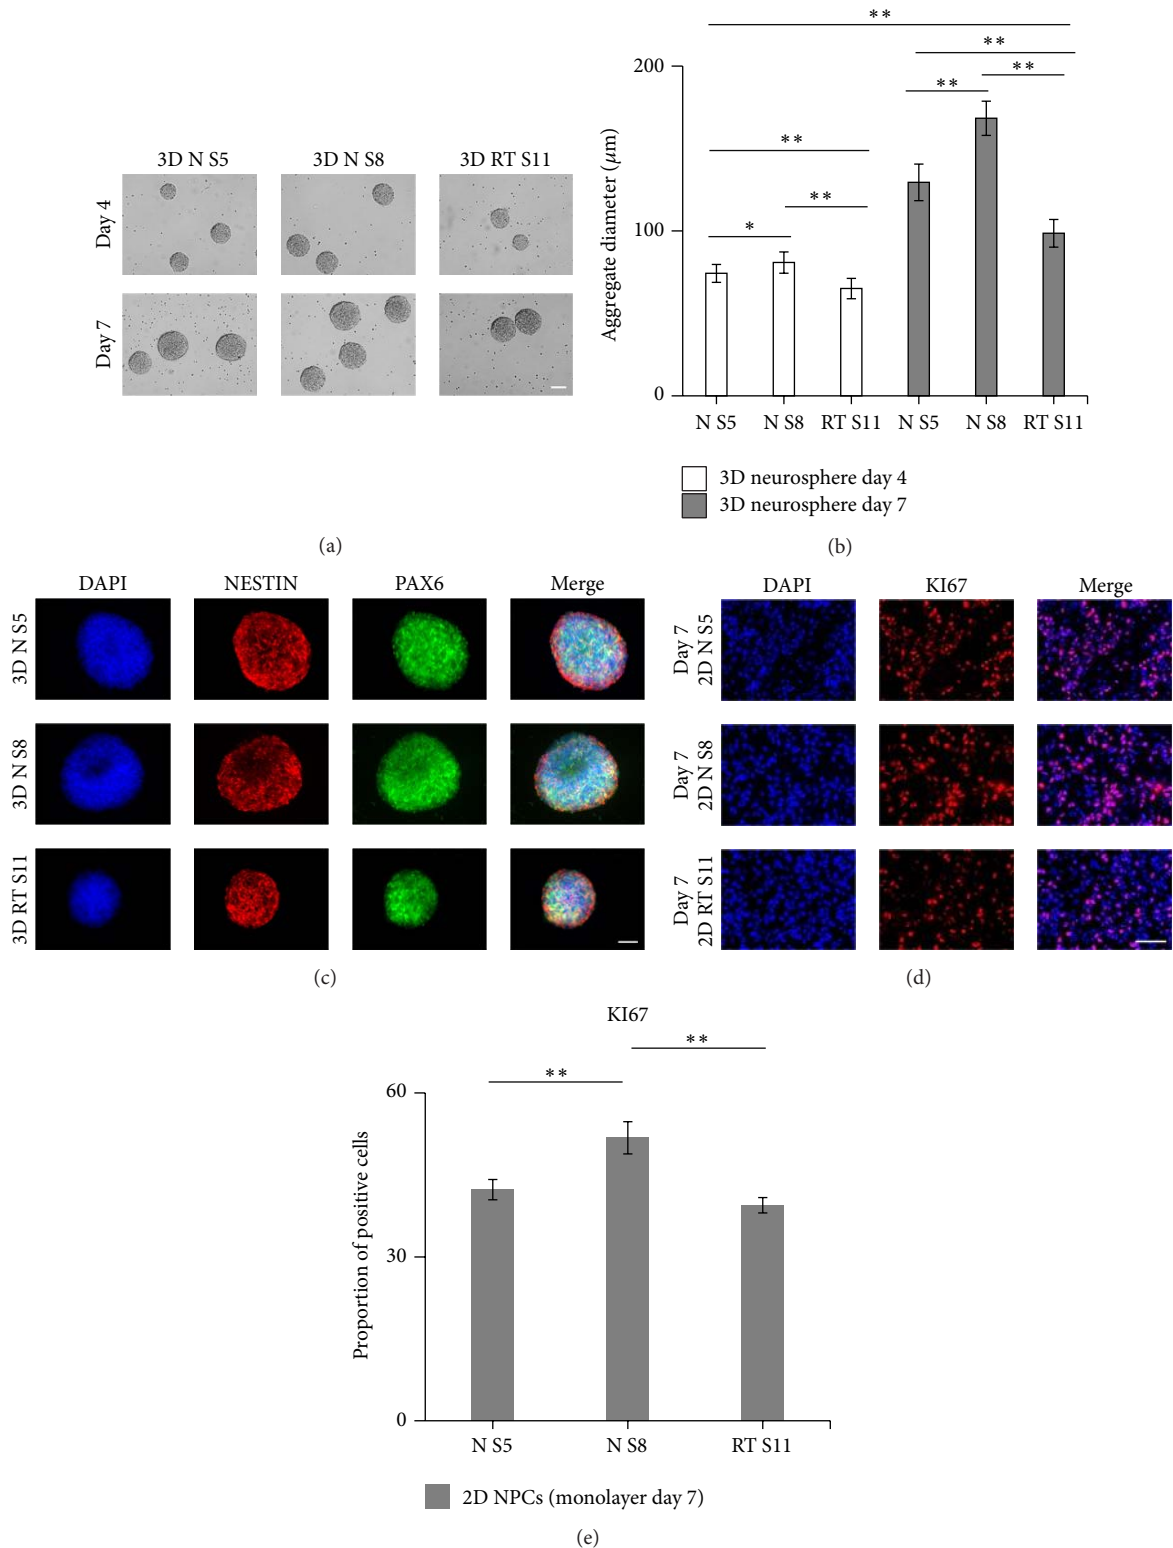 3D N S5 3D N S8 3D RT S11
Day 4
Day 7
(a)
** 
**
**
**
**
**
*
200
100
0
Aggregate diameter (μm)
N S5 N S8 RT S11 N S5 N S8 RT S11
3D neurosphere day 4
3D neurosphere day 7
(b)
DAPI NESTIN PAX6 Merge
3D N S5
3D N S8
3D RT S11
(c)
DAPI KI67 Merge
Day 7
2D N S5
Day 7
2D N S8
Day 7
2D RT S11
(d)
KI67
**
**
60
30
0
Proportion of positive cells
N S5 N S8 RT S11
2D NPCs (monolayer day 7)
(e)